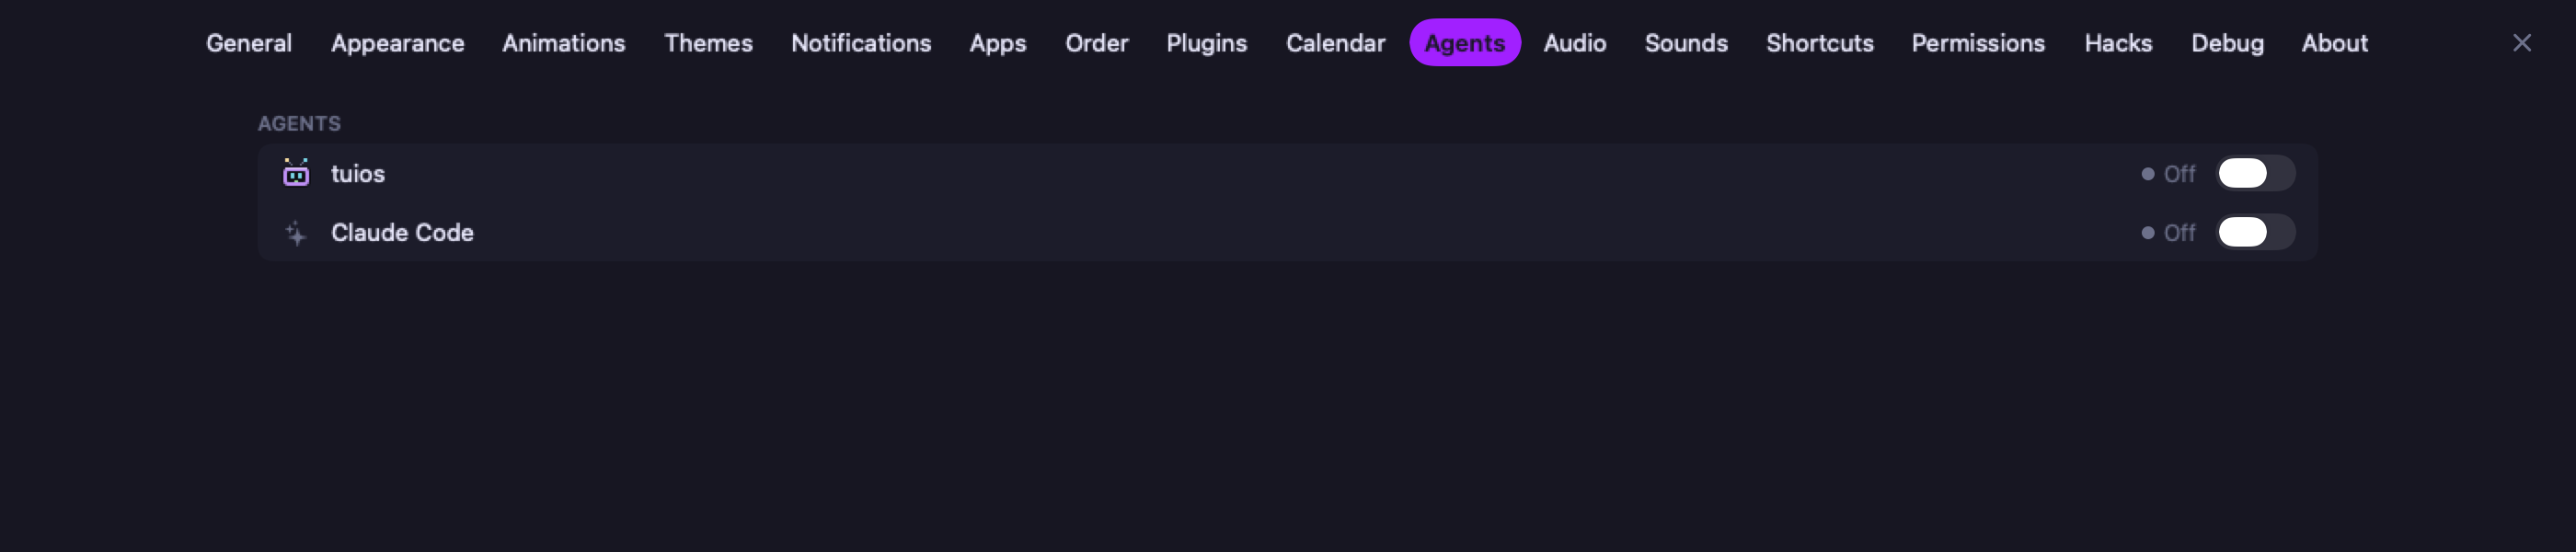 General Appearance Animations Themes Notifications Apps Order Plugins Calendar Agents Audio Sounds Shortcuts Permissions Hacks Debug About
AGENTS
tuios Off
Claude Code Off